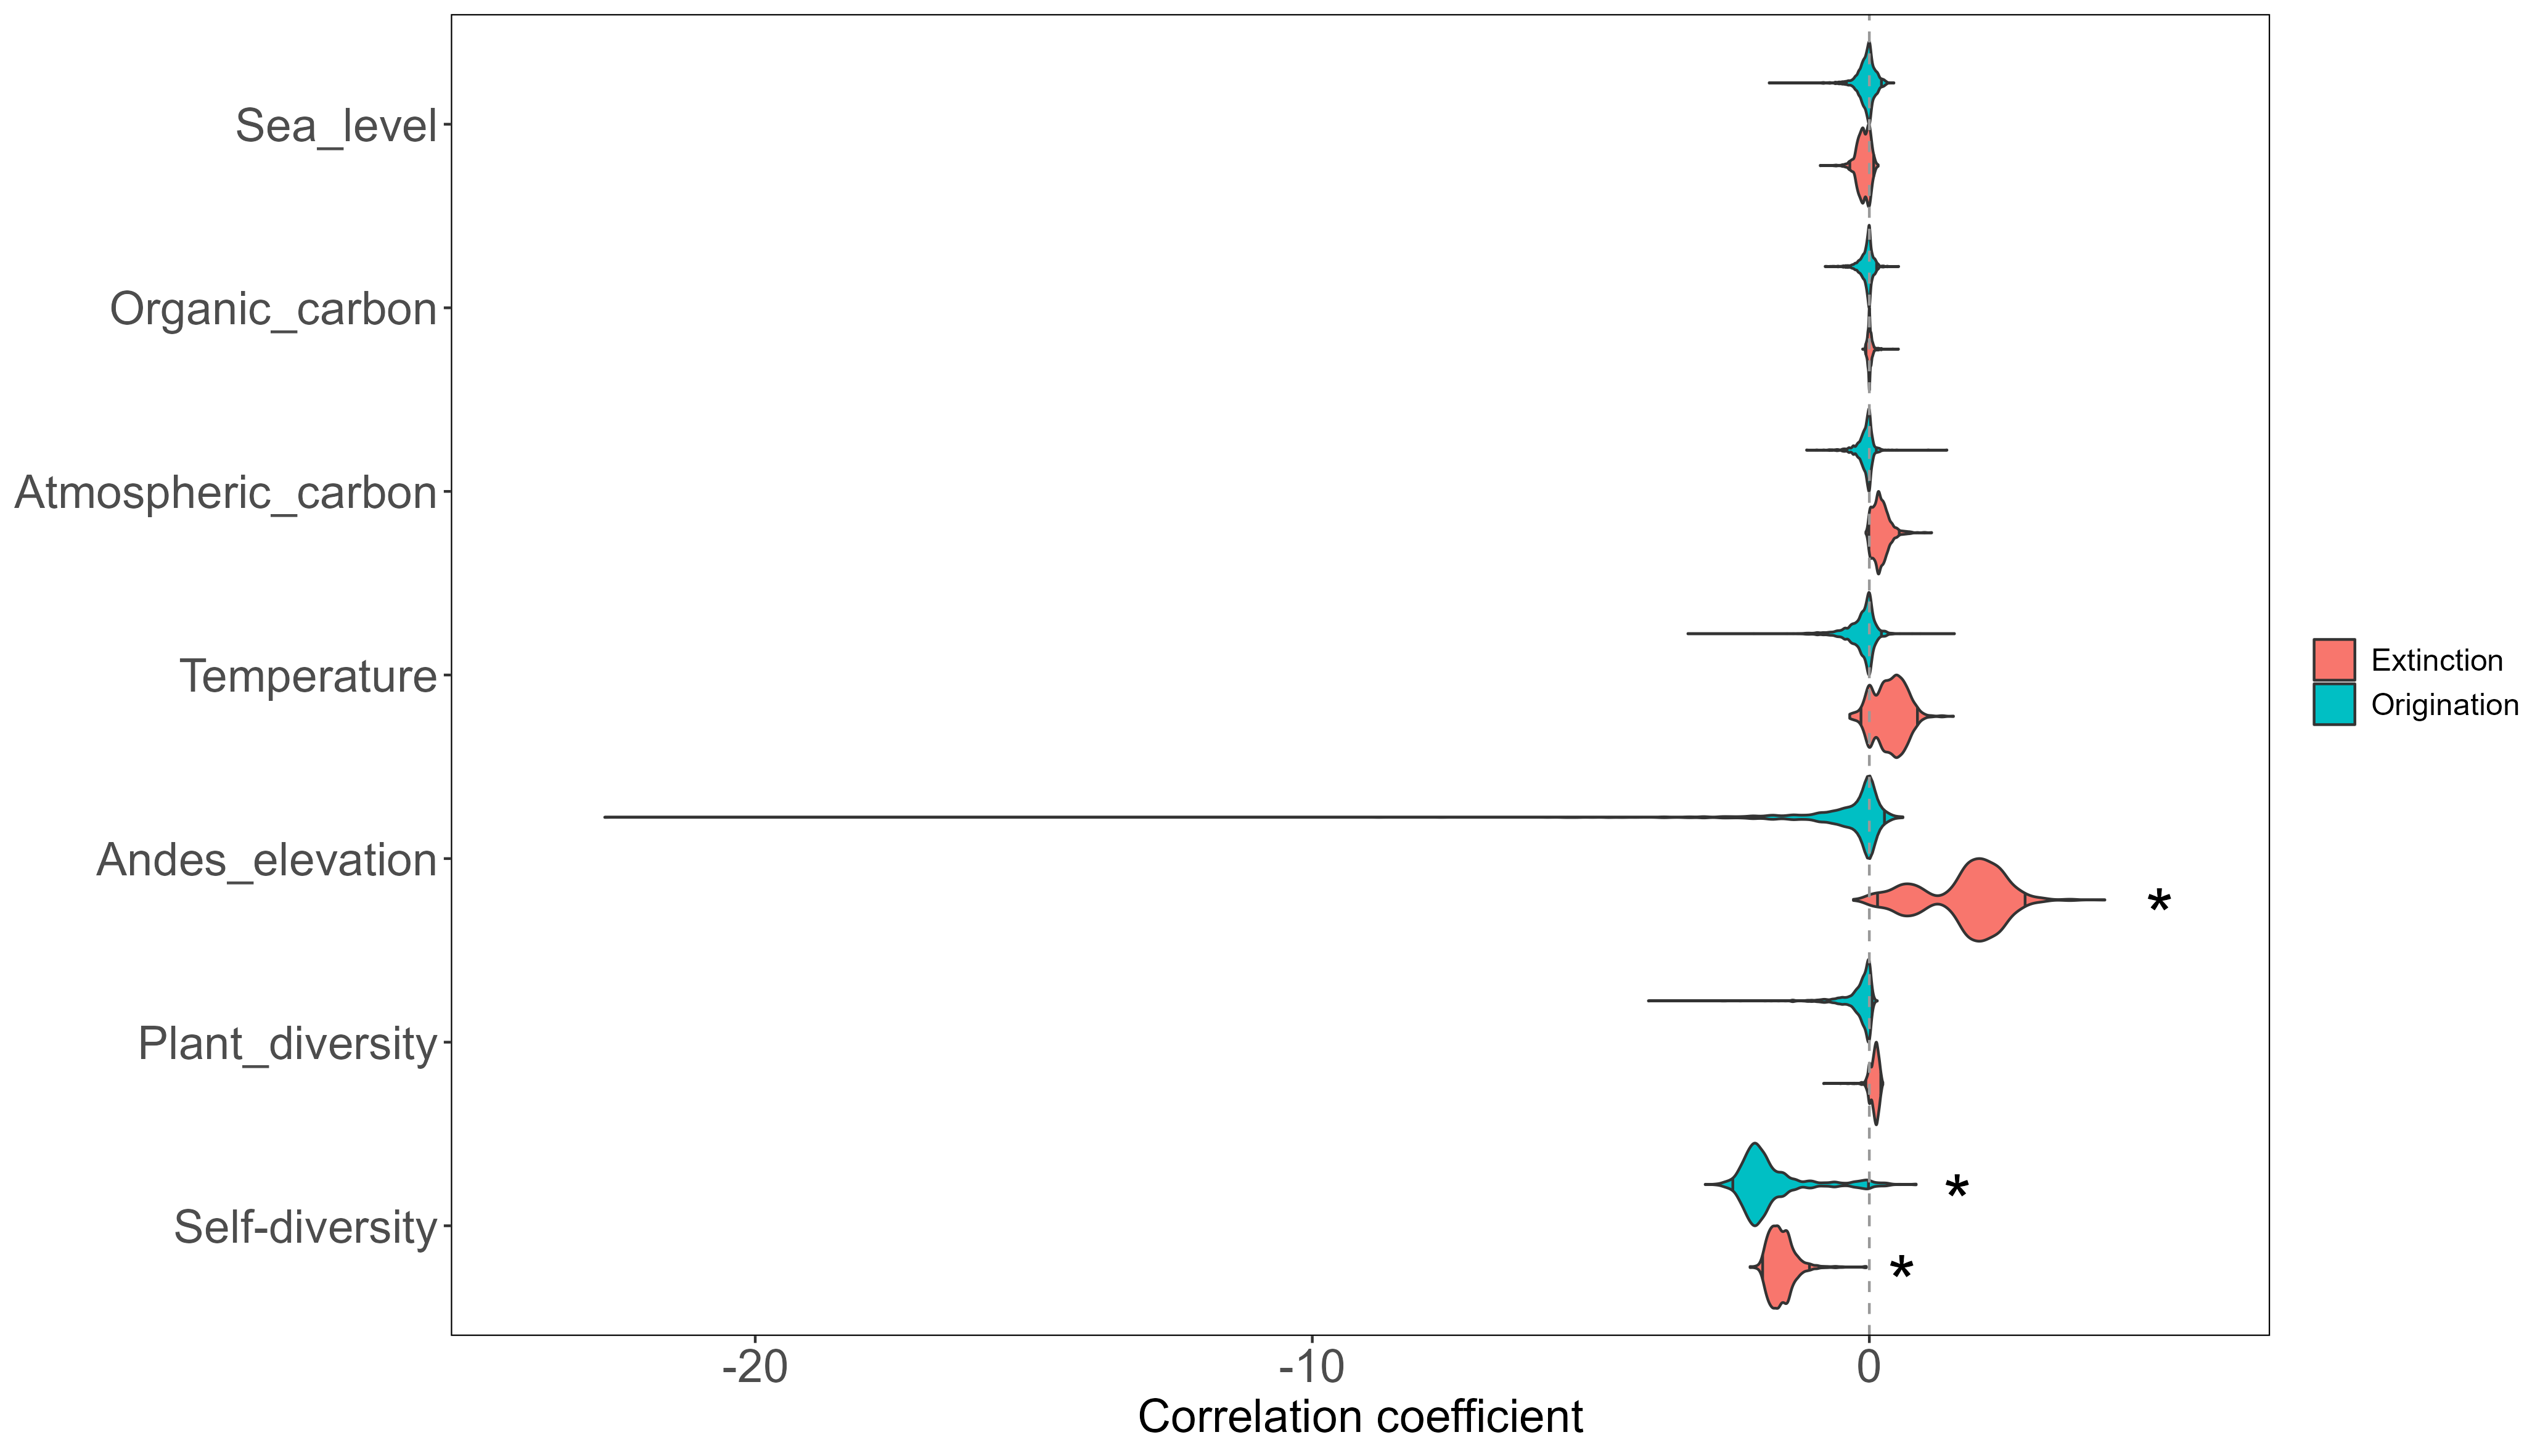 Sea_level
Organic_carbon
Atmospheric_carbon
Temperature
Andes_elevation
*
Plant_diversity
Self-diversity
*
*
Extinction
Origination
-20
-10
0
Correlation coefficient